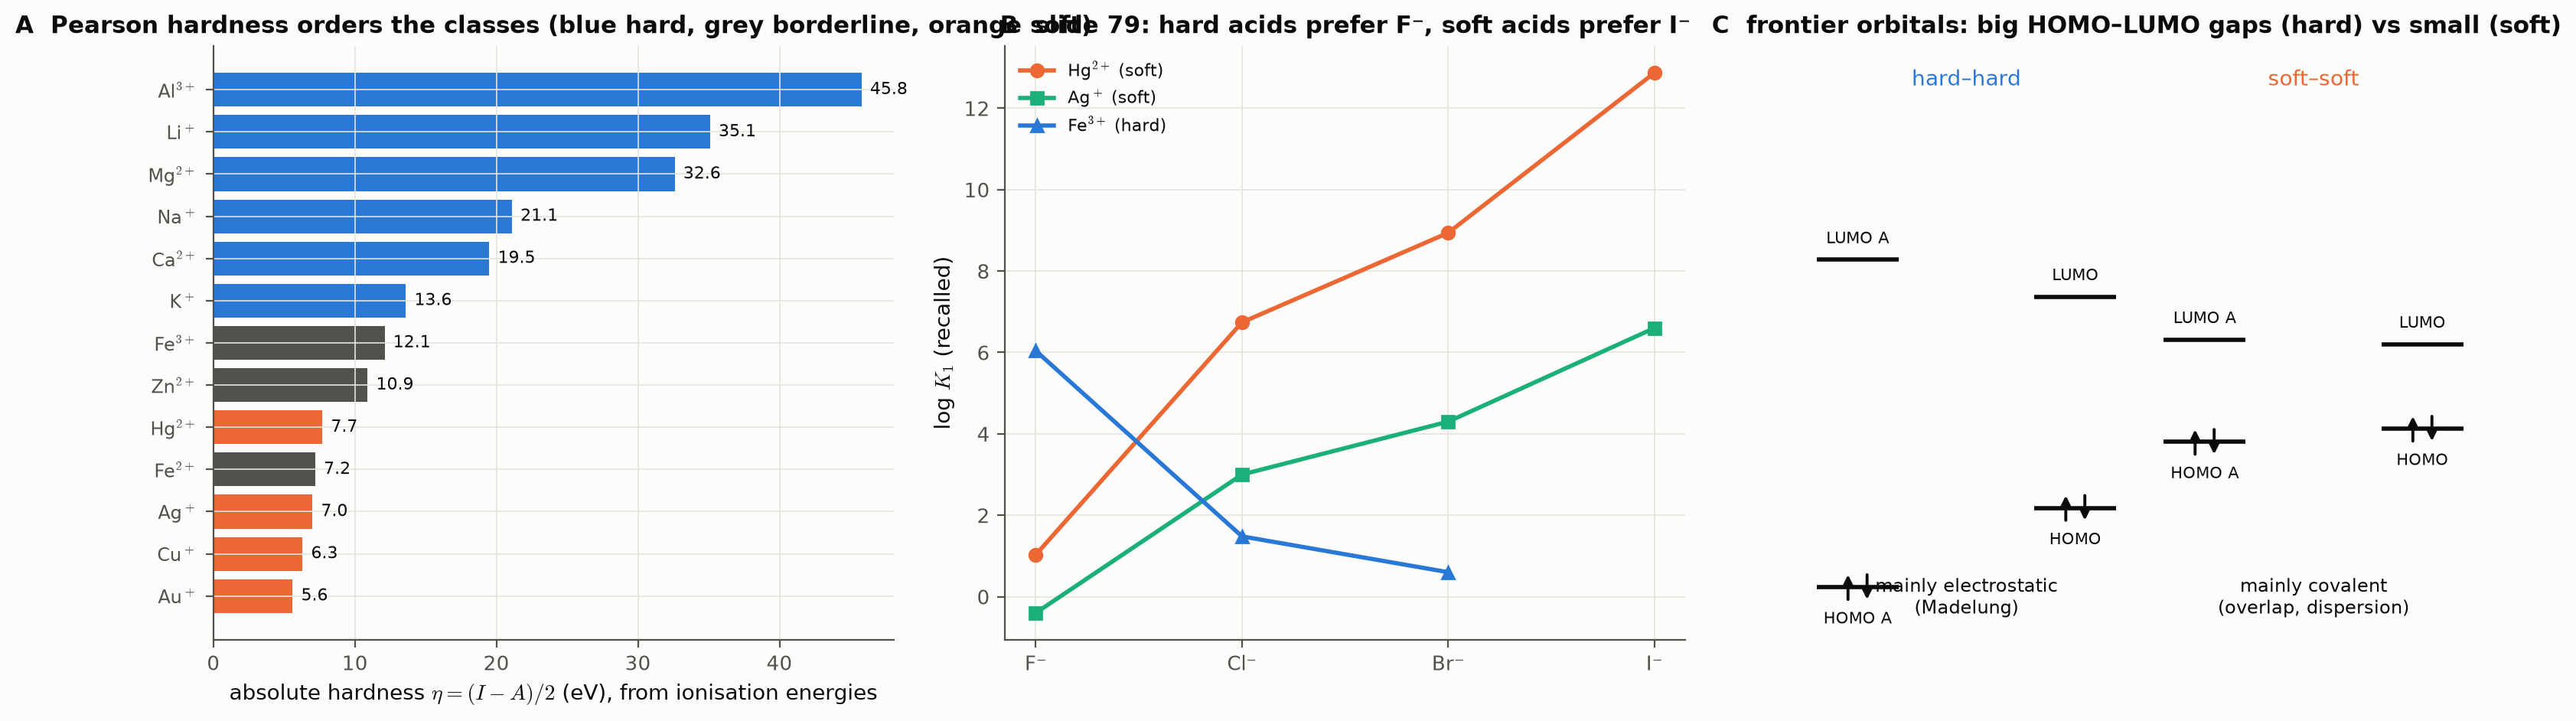 A Pearson hardness orders the classes (blue hard, grey borderline, orange soft)
Al³⁺
Li⁺
Mg²⁺
Na⁺
Ca²⁺
K⁺
Fe³⁺
Zn²⁺
Hg²⁺
Fe²⁺
Ag⁺
Cu⁺
Au⁺
45.8
35.1
32.6
21.1
19.5
13.6
12.1
10.9
7.7
7.2
7.0
6.3
5.6
0 10 20 30 40
absolute hardness η = (I − A)/2 (eV), from ionisation energies
B slide 79: hard acids prefer F⁻, soft acids prefer I⁻
Hg²⁺ (soft)
Ag⁺ (soft)
Fe³⁺ (hard)
log K₁ (recalled)
12
10
8
6
4
2
0
F⁻ Cl⁻ Br⁻ I⁻
C frontier orbitals: big HOMO–LUMO gaps (hard) vs small (soft)
hard–hard
soft–soft
LUMO A
LUMO
LUMO A
LUMO
HOMO A
HOMO
HOMO
HOMO A
mainly electrostatic
(Madelung)
mainly covalent
(overlap, dispersion)